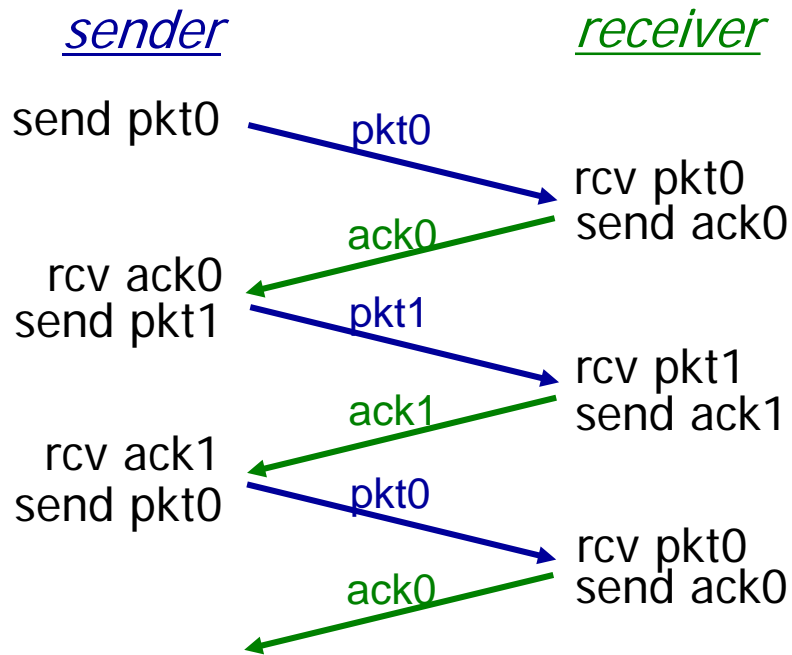 sender
receiver
send pkt0
pkt0
rcv pkt0
send ack0
ack0
rcv ack0
send pkt1
pkt1
rcv pkt1
send ack1
ack1
rcv ack1
send pkt0
pkt0
rcv pkt0
send ack0
ack0